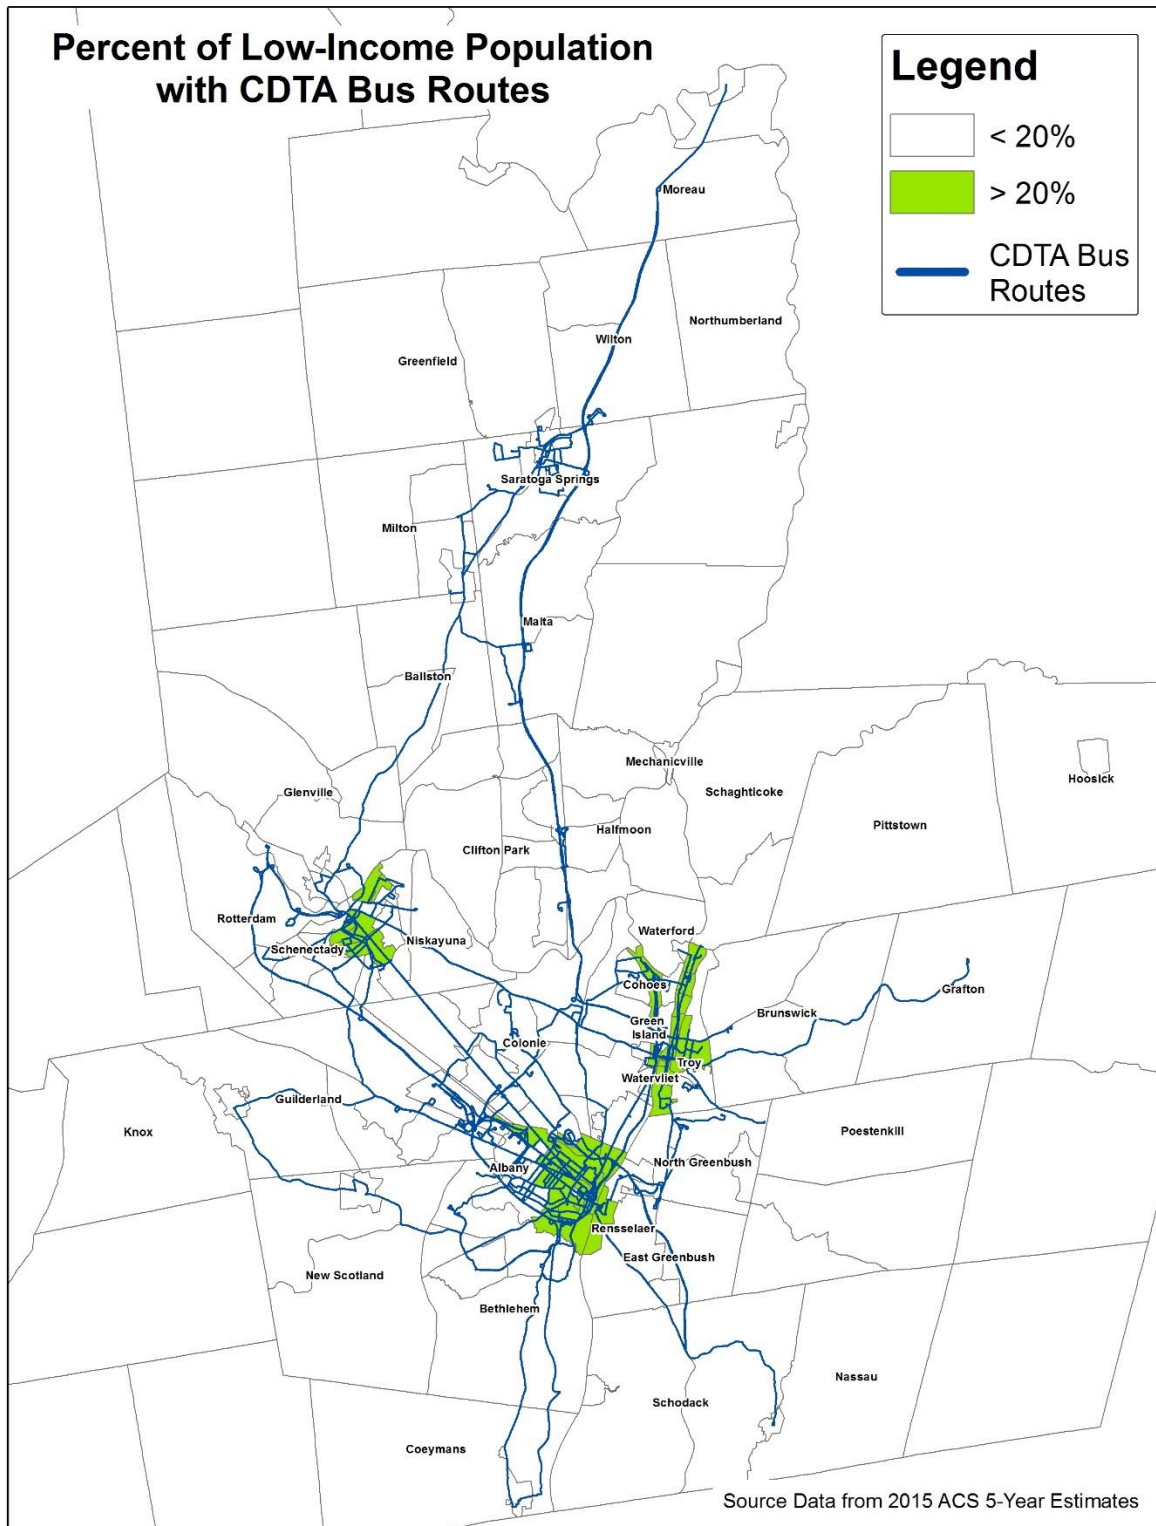 Percent of Low-Income Population
with CDTA Bus Routes
Legend
< 20%
> 20%
CDTA Bus
Routes
Moreau
Northumberland
Wilton
Greenfield
Saratoga Springs
Milton
Malta
Ballston
Mechanicville
Hoosick
Schaghticoke
Glenville
Pittstown
Halfmoon
Clifton Park
Rotterdam
Waterford
Niskayuna
Schenectady
Cohoes
Grafton
Brunswick
Green
Island
Colonie
Troy
Watervliet
Guilderland
Knox
Poestenkill
North Greenbush
Albany
Rensselaer
East Greenbush
New Scotland
Bethlehem
Nassau
Schodack
Coeymans
Source Data from 2015 ACS 5-Year Estimates